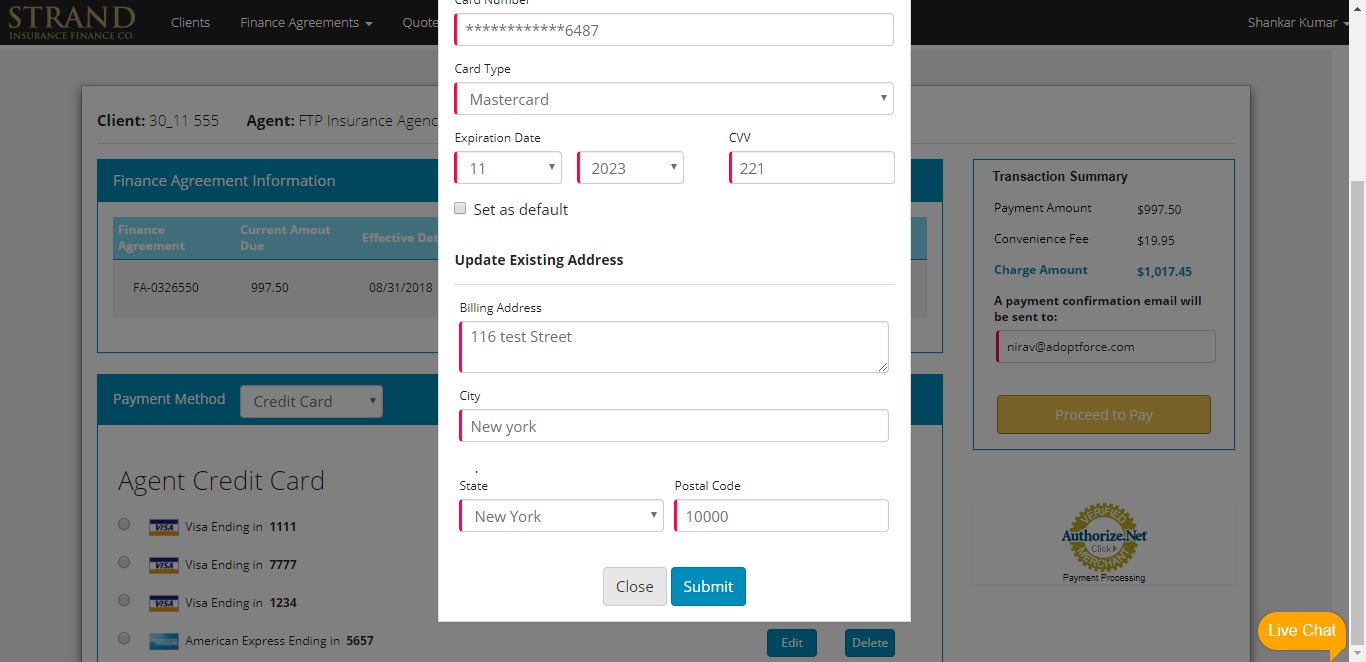 STRAND
INSURANCE FINANCE CO.
Clients
Finance Agreements
Quote
Shankar Kumar
Card Number
************6487
Card Type
Mastercard
Expiration Date
CVV
11
2023
221
Set as default
Update Existing Address
Billing Address
116 test Street
City
New york
.
State
Postal Code
New York
10000
Close
Submit
Client: 30_11 555
Agent: FTP Insurance Agenc
Finance Agreement Information
Finance
Agreement
Current Amout
Due
Effective Dat
FA-0326550
997.50
08/31/2018
Payment Method
Credit Card
Agent Credit Card
VISA Visa Ending in 1111
VISA Visa Ending in 7777
VISA Visa Ending in 1234
American Express Ending in 5657
Edit
Delete
Transaction Summary
Payment Amount $997.50
Convenience Fee $19.95
Charge Amount $1,017.45
A payment confirmation email will
be sent to:
nirav@adoptforce.com
Proceed to Pay
VERIFIED
Authorize.Net
Click
MERCHANT
Payment Processing
Live Chat